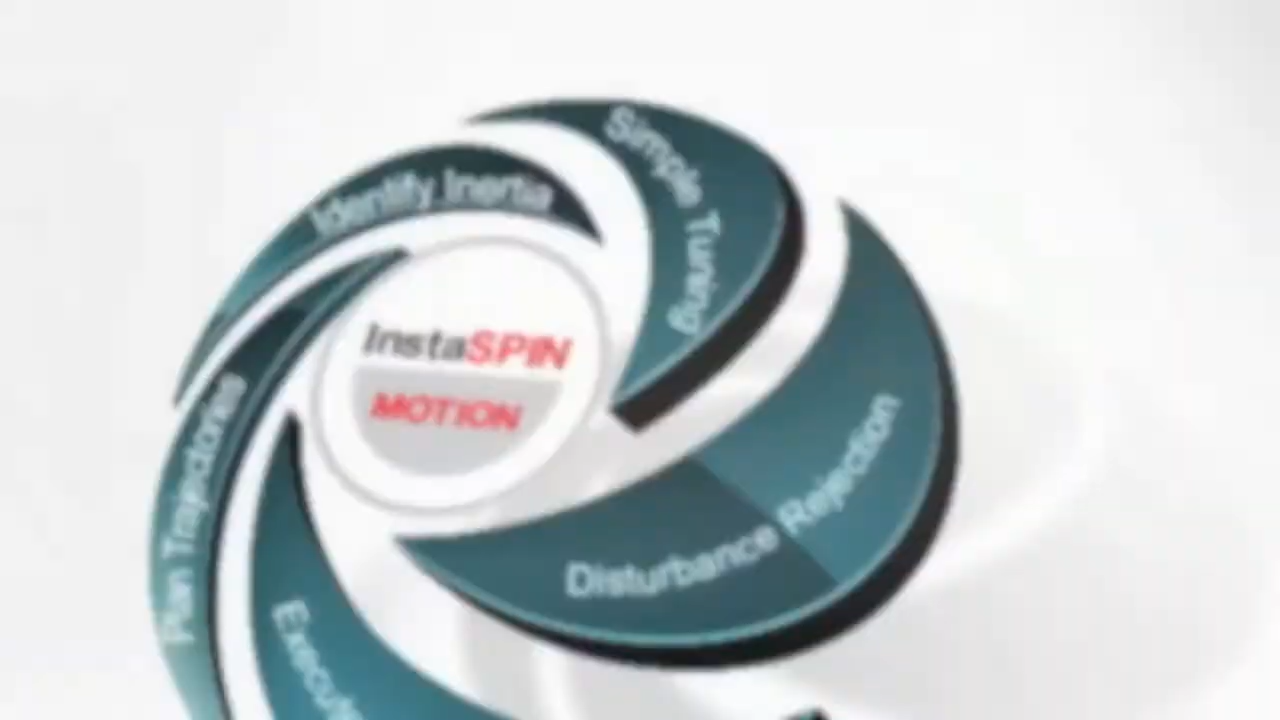 Simple Tuning
Identify Inertia
InstaSPIN
MOTION
Plan Trajectories
Disturbance Rejection